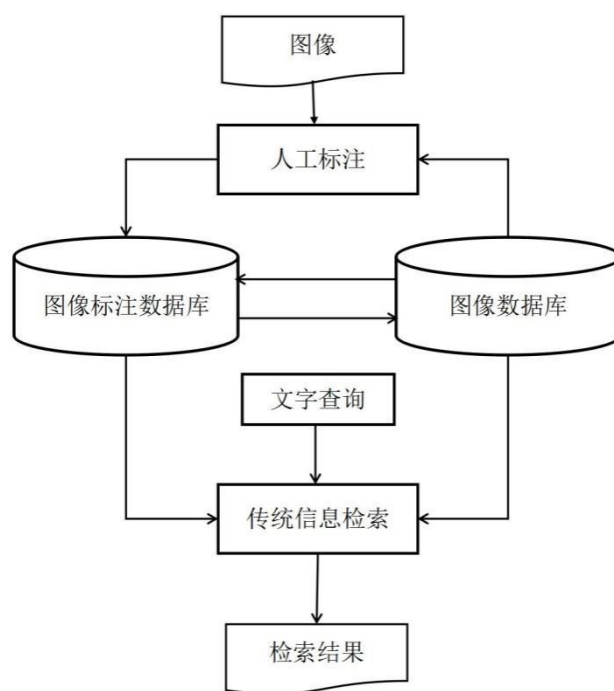 图像
人工标注
图像标注数据库
图像数据库
文字查询
传统信息检索
检索结果